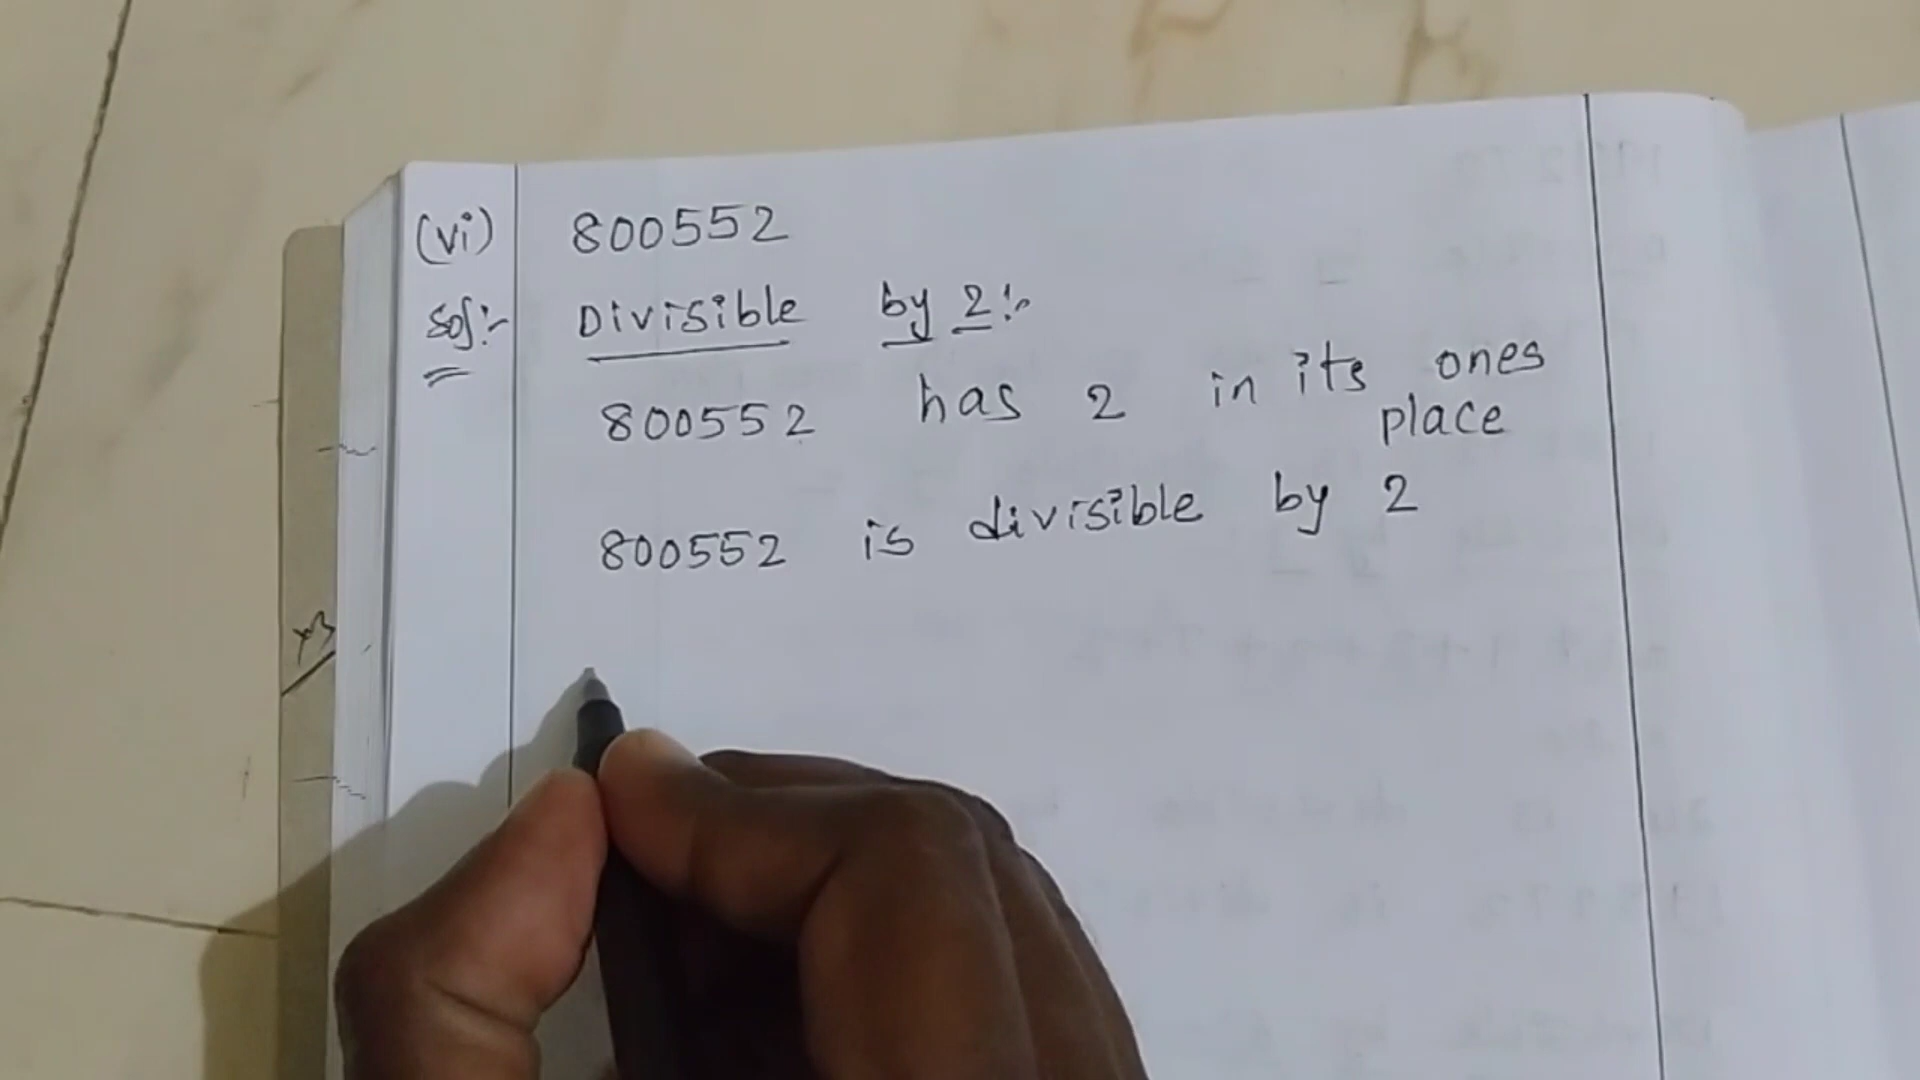 (vi) 800552
Sol:- Divisible by 2:-
800552 has 2 in its ones
place
800552 is divisible by 2